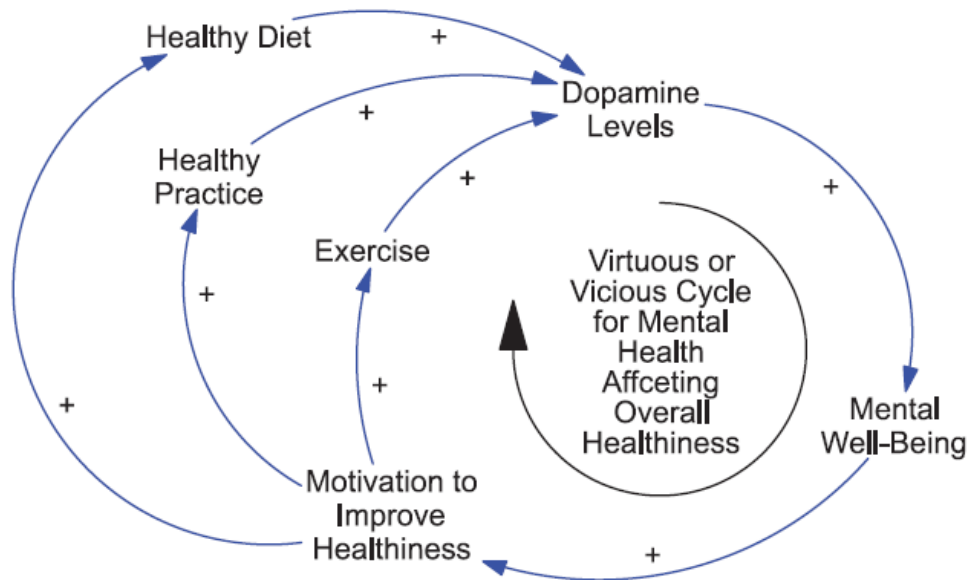 Healthy Diet
+
Dopamine
Levels
+
Healthy
Practice
+
+
Exercise
Virtuous or
Vicious Cycle
for Mental
Health
Affceting
Overall
Healthiness
+
+
+
Mental
Well-Being
Motivation to
Improve
Healthiness
+